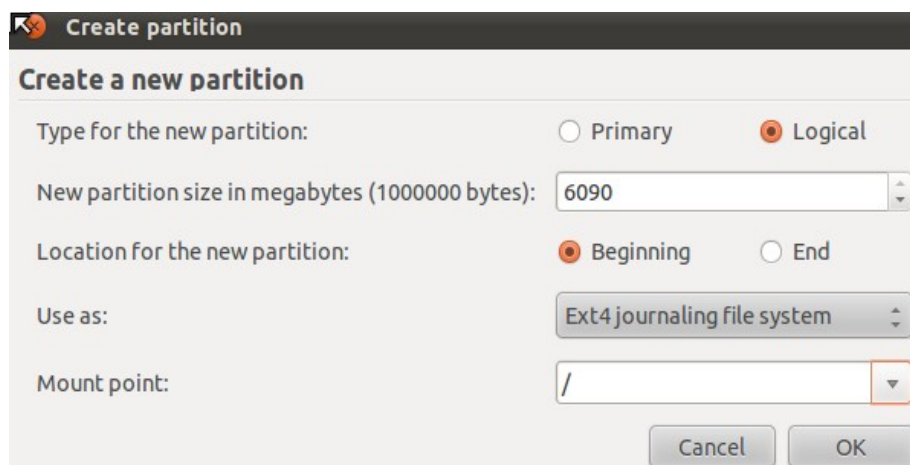 Create partition
Create a new partition
Type for the new partition: Primary Logical
New partition size in megabytes (1000000 bytes): 6090
Location for the new partition: Beginning End
Use as: Ext4 journaling file system
Mount point: /
Cancel OK